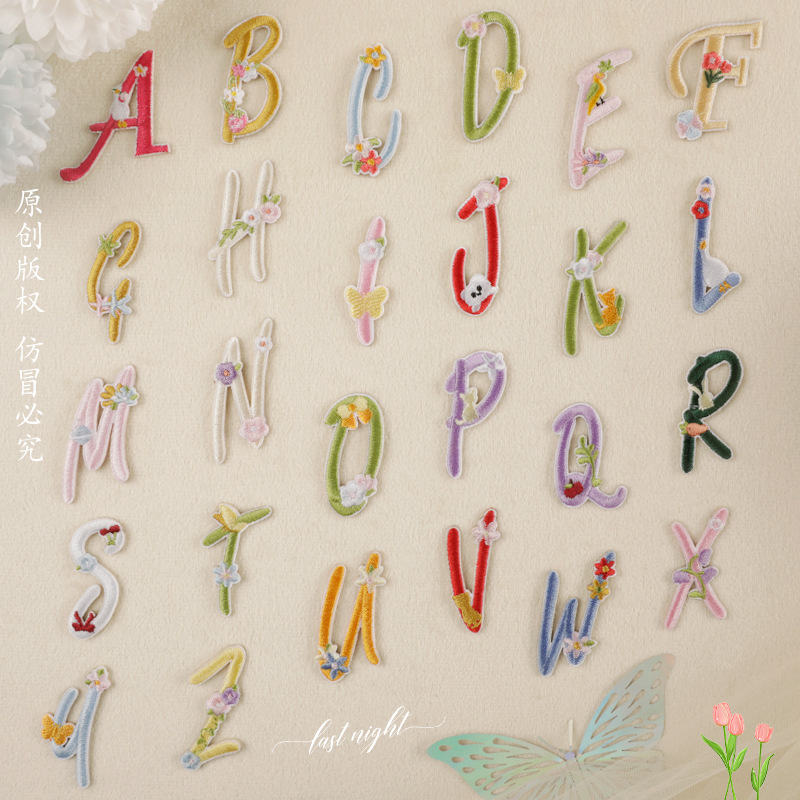 A B C D E F
G H I J K L
M N O P Q R
S T U V W X
Y Z
原创版权 仿冒必究
last night